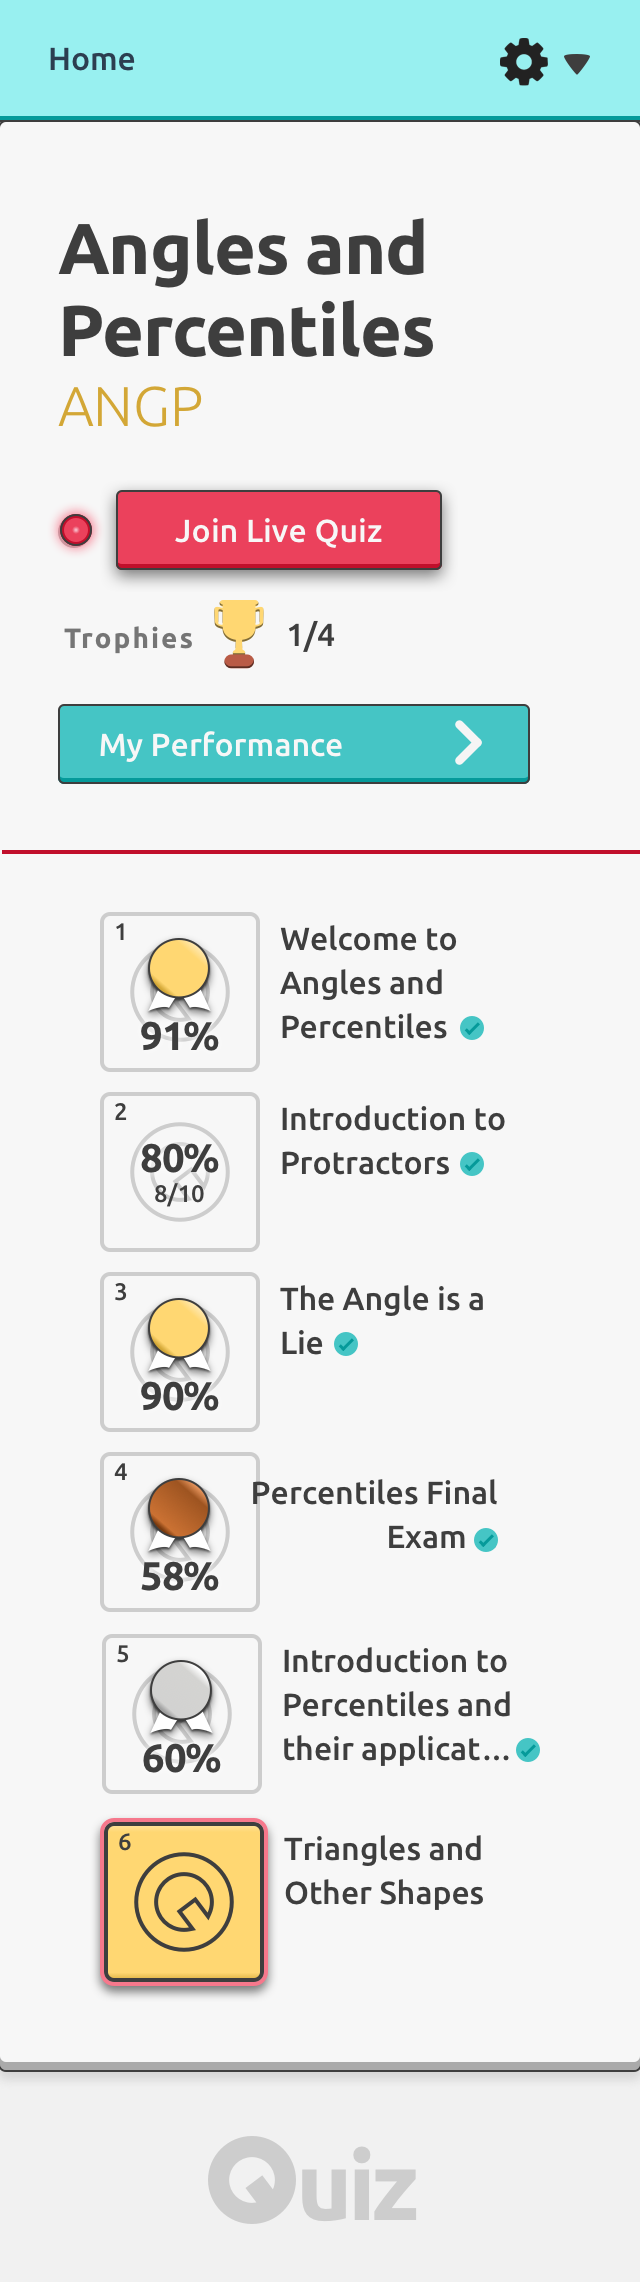 Home
Angles and
Percentiles
ANGP
Join Live Quiz
Trophies 1/4
My Performance
1
91%
Welcome to
Angles and
Percentiles
2
80%
8/10
Introduction to
Protractors
3
90%
The Angle is a
Lie
4
58%
Percentiles Final
Exam
5
60%
Introduction to
Percentiles and
their applicat...
6
Triangles and
Other Shapes
Quiz